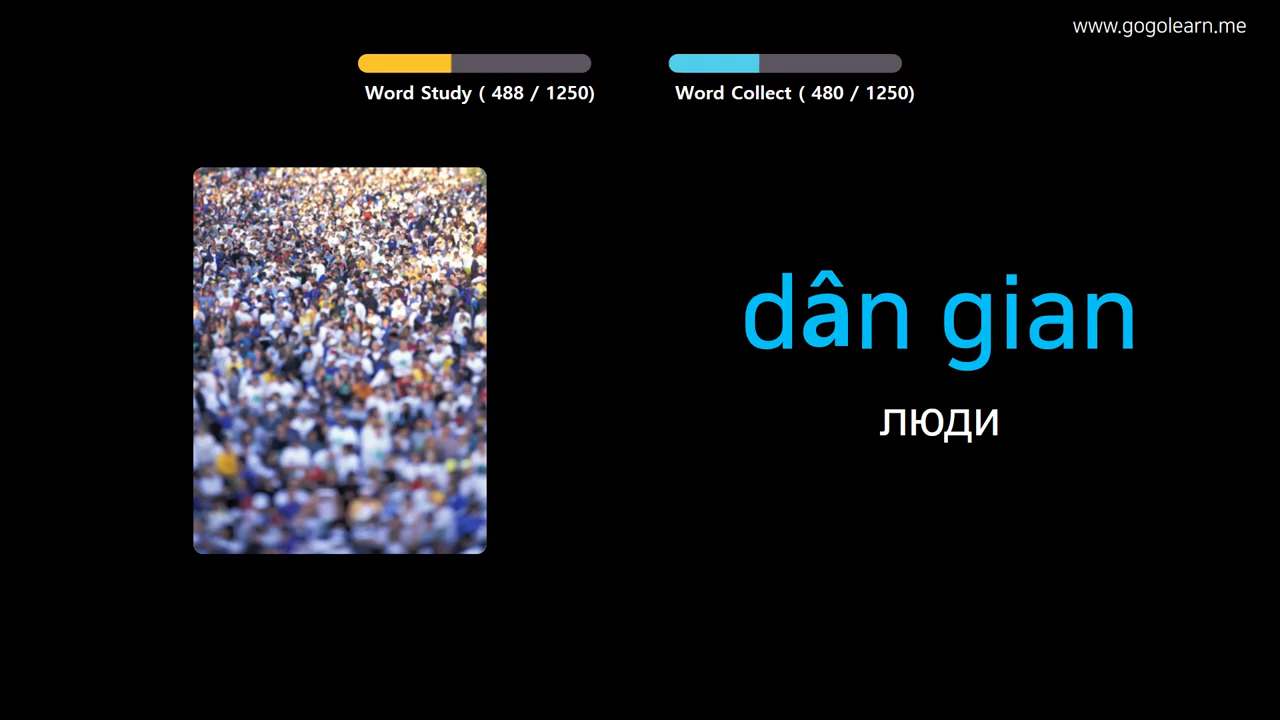 www.gogolearn.me
Word Study ( 488 / 1250)
Word Collect ( 480 / 1250)
dân gian
люди